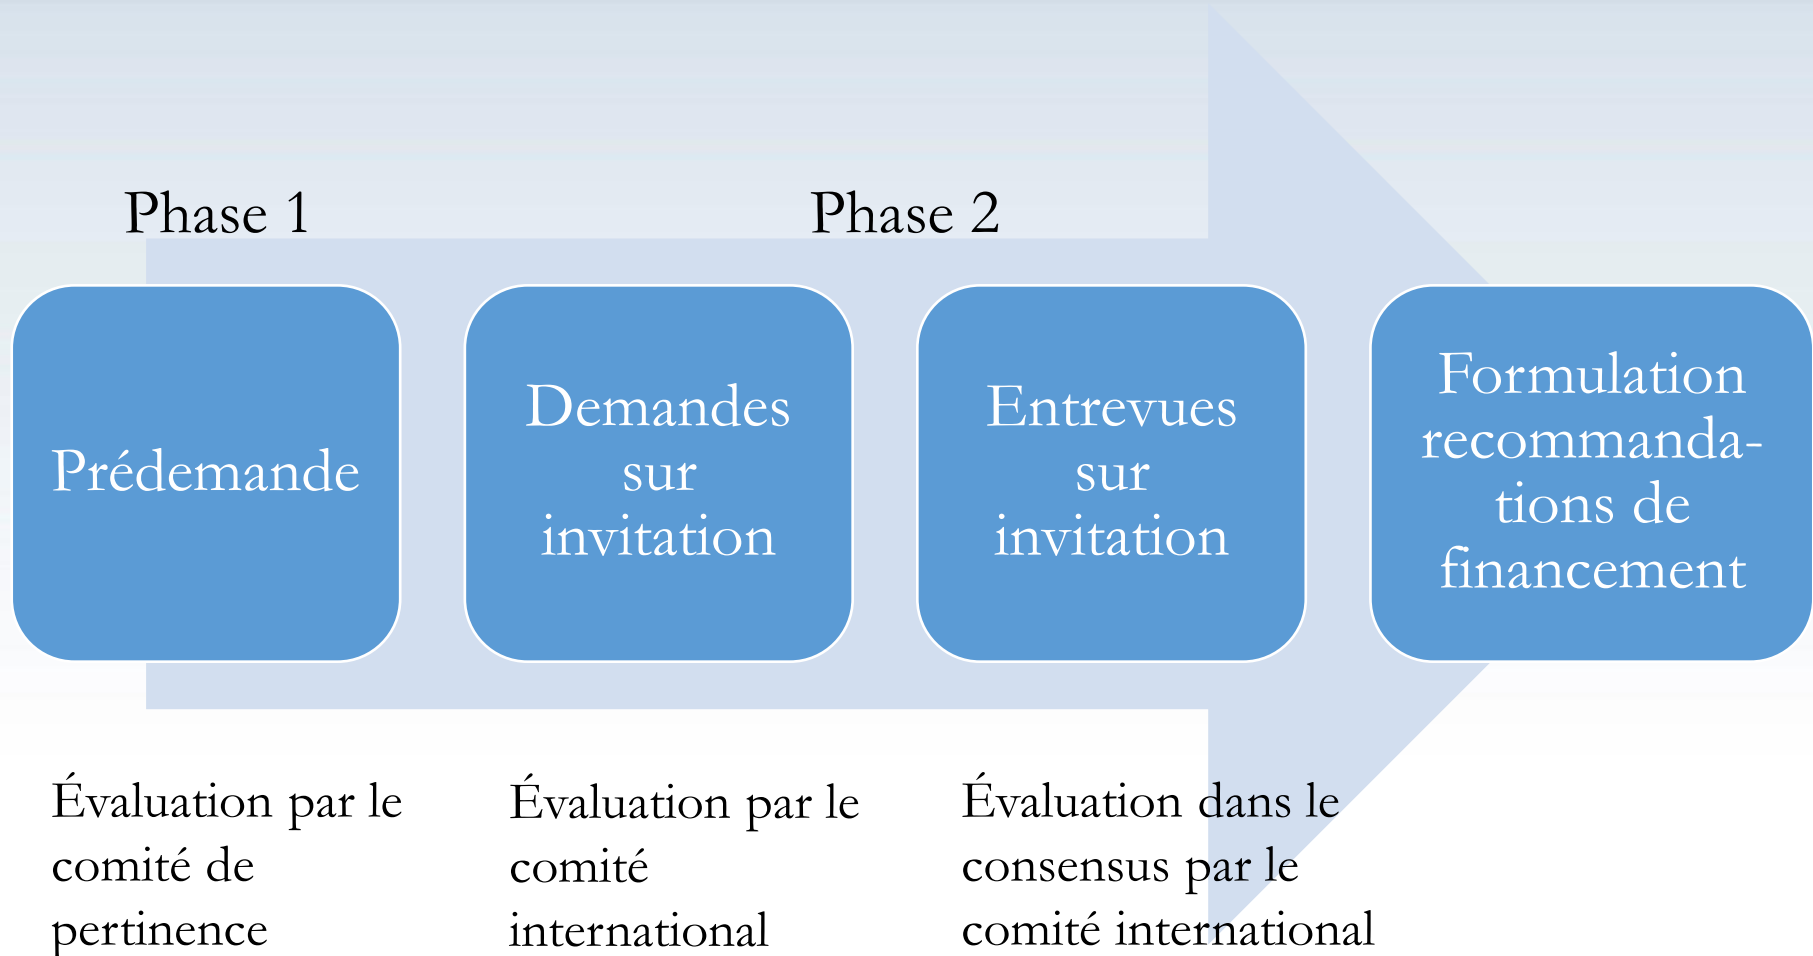 Phase 1
Phase 2
Prédemande
Demandes
sur
invitation
Entrevues
sur
invitation
Formulation
recommanda-
tions de
financement
Évaluation par le
comité de
pertinence
Évaluation par le
comité
international
Évaluation dans le
consensus par le
comité international